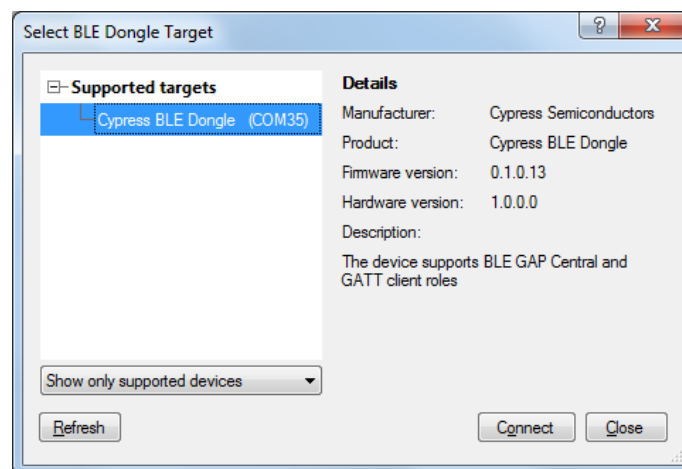 Select BLE Dongle Target
Supported targets
Cypress BLE Dongle (COM35)
Show only supported devices
Refresh
Details
Manufacturer: Cypress Semiconductors
Product: Cypress BLE Dongle
Firmware version: 0.1.0.13
Hardware version: 1.0.0.0
Description:
The device supports BLE GAP Central and
GATT client roles
Connect
Close